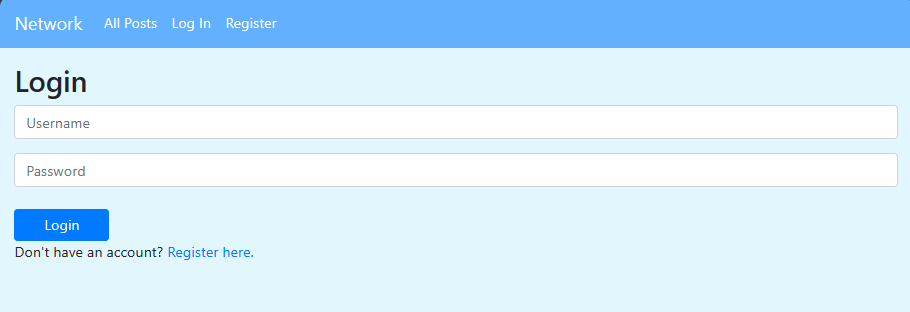 Network All Posts Log In Register
Login
Username
Password
Login
Don't have an account? Register here.